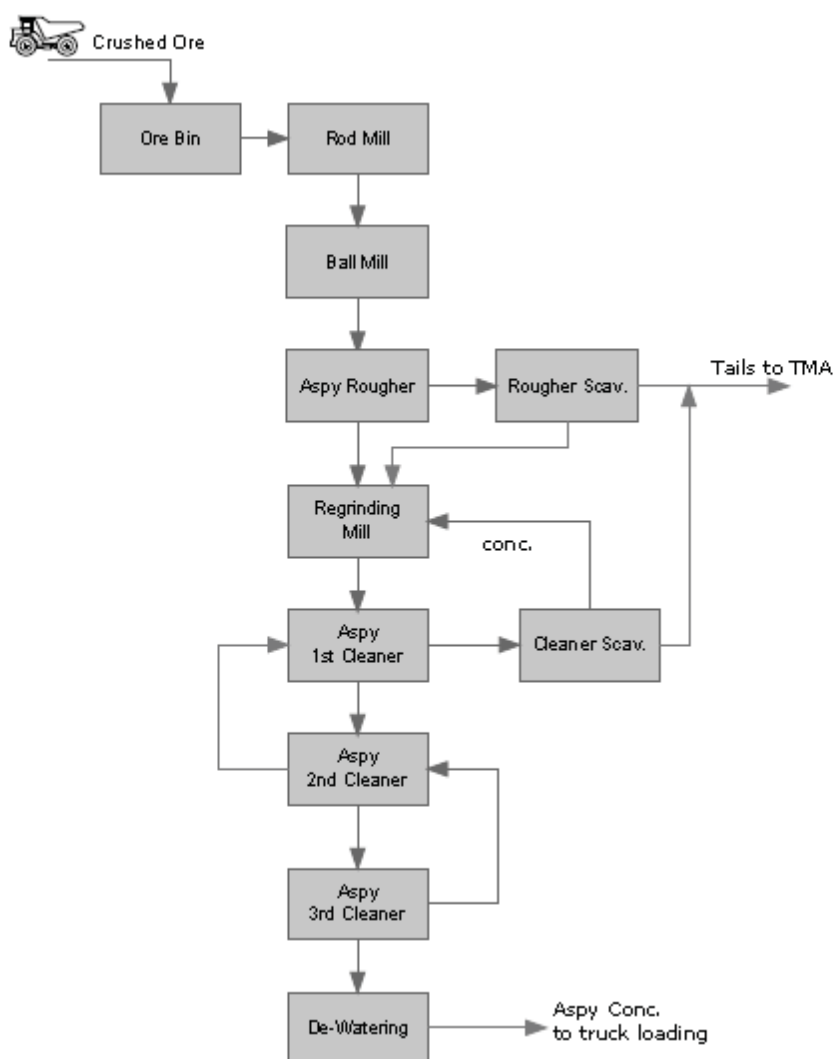 Crushed Ore
Ore Bin
Rod Mill
Ball Mill
Aspy Rougher
Rougher Scav.
Tails to TMA
Regrinding
Mill
conc.
Aspy
1st Cleaner
Cleaner Scav.
Aspy
2nd Cleaner
Aspy
3rd Cleaner
De-Watering
Aspy Conc.
to truck loading